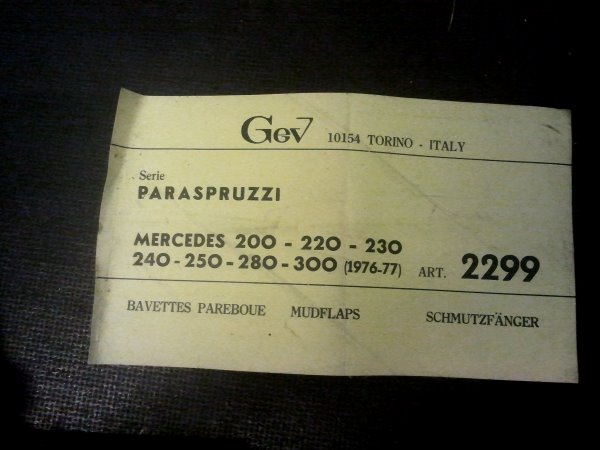 Gev 10154 TORINO - ITALY
Serie
PARASPRUZZI
MERCEDES 200 - 220 - 230
240 - 250 - 280 - 300 (1976-77) ART. 2299
BAVETTES PAREBOUE MUDFLAPS SCHMUTZFÄNGER